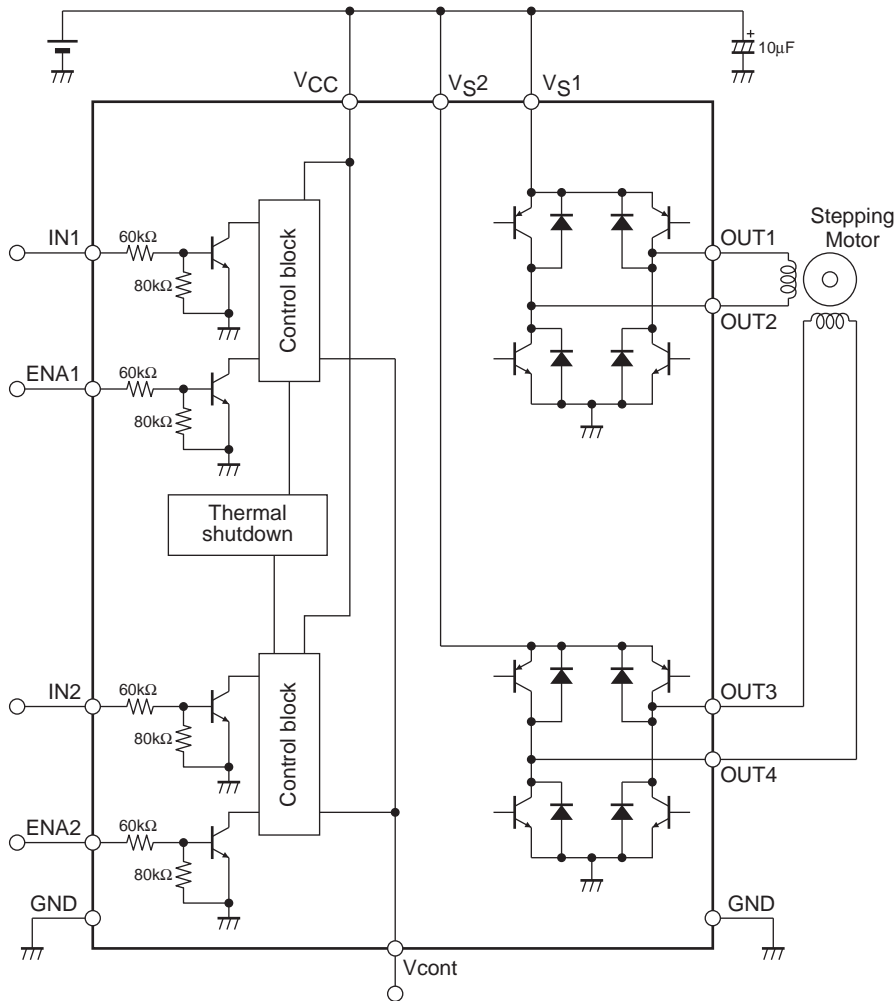 +
10μF
VCC
VS2
VS1
IN1
60kΩ
80kΩ
Control block
OUT1
Stepping
Motor
OUT2
ENA1
60kΩ
80kΩ
Thermal
shutdown
IN2
60kΩ
80kΩ
Control block
OUT3
OUT4
ENA2
60kΩ
80kΩ
GND
GND
Vcont